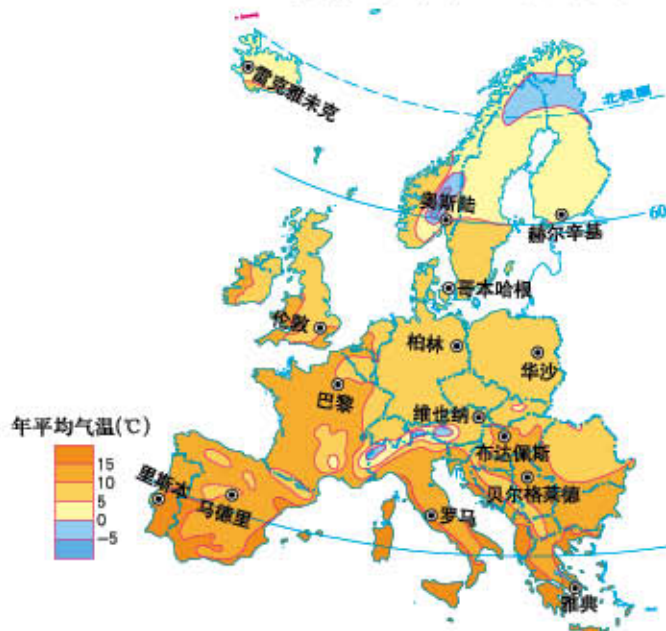 雷克雅未克
北极圈
奥斯陆
60
赫尔辛基
哥本哈根
伦敦
柏林
华沙
巴黎
维也纳
年平均气温(℃)
布达佩斯
15
10
5
0
-5
里斯本
马德里
贝尔格莱德
罗马
雅典